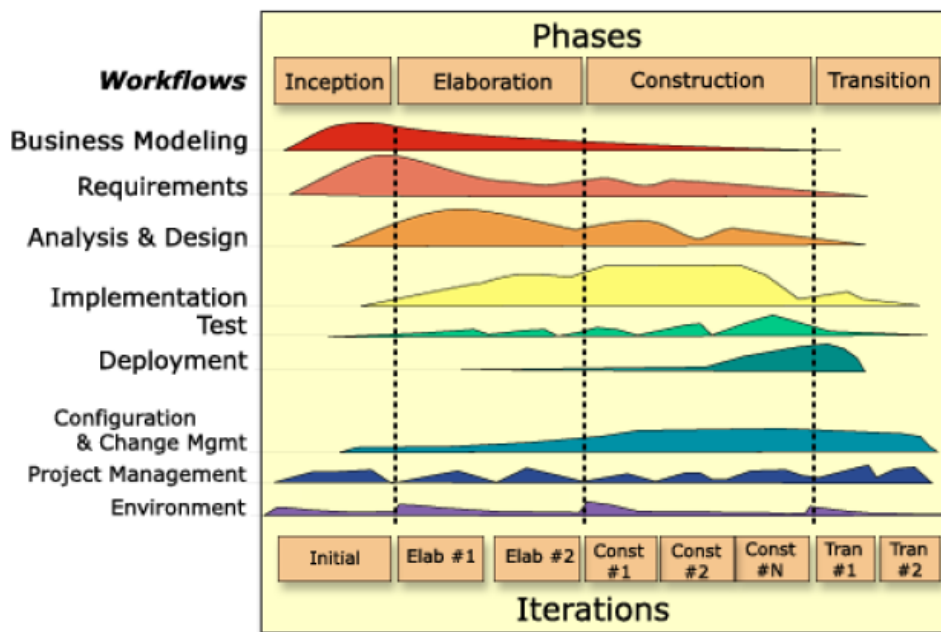 Phases
Workflows
Inception
Elaboration
Construction
Transition
Business Modeling
Requirements
Analysis & Design
Implementation
Test
Deployment
Configuration
& Change Mgmt
Project Management
Environment
Initial
Elab #1
Elab #2
Const
#1
Const
#2
Const
#N
Tran
#1
Tran
#2
Iterations